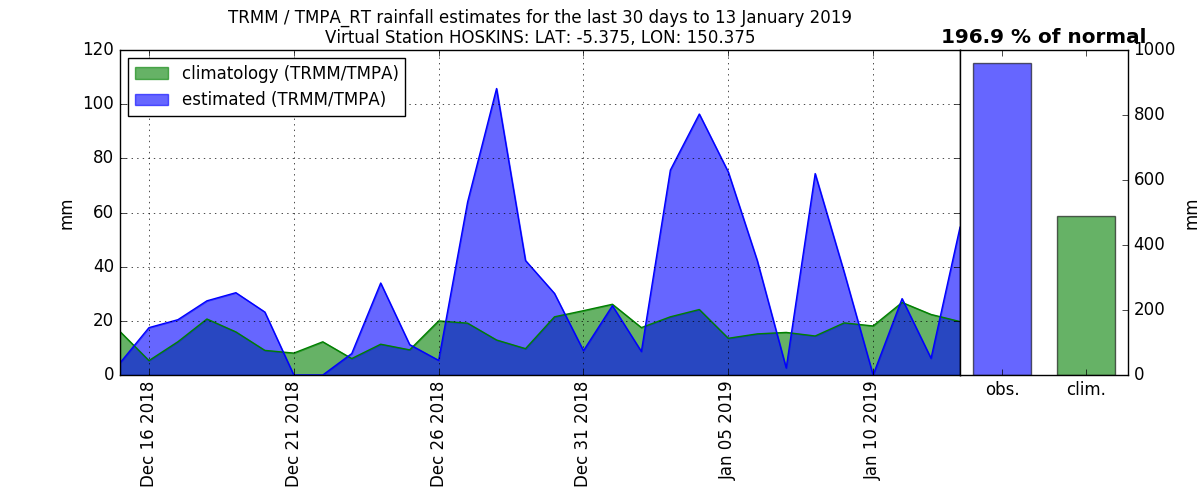 TRMM / TMPA_RT rainfall estimates for the last 30 days to 13 January 2019
Virtual Station HOSKINS: LAT: -5.375, LON: 150.375
196.9 % of normal
climatology (TRMM/TMPA)
estimated (TRMM/TMPA)
120
100
80
60
40
20
0
mm
Dec 16 2018
Dec 21 2018
Dec 26 2018
Dec 31 2018
Jan 05 2019
Jan 10 2019
obs.
clim.
1000
800
600
400
200
0
mm